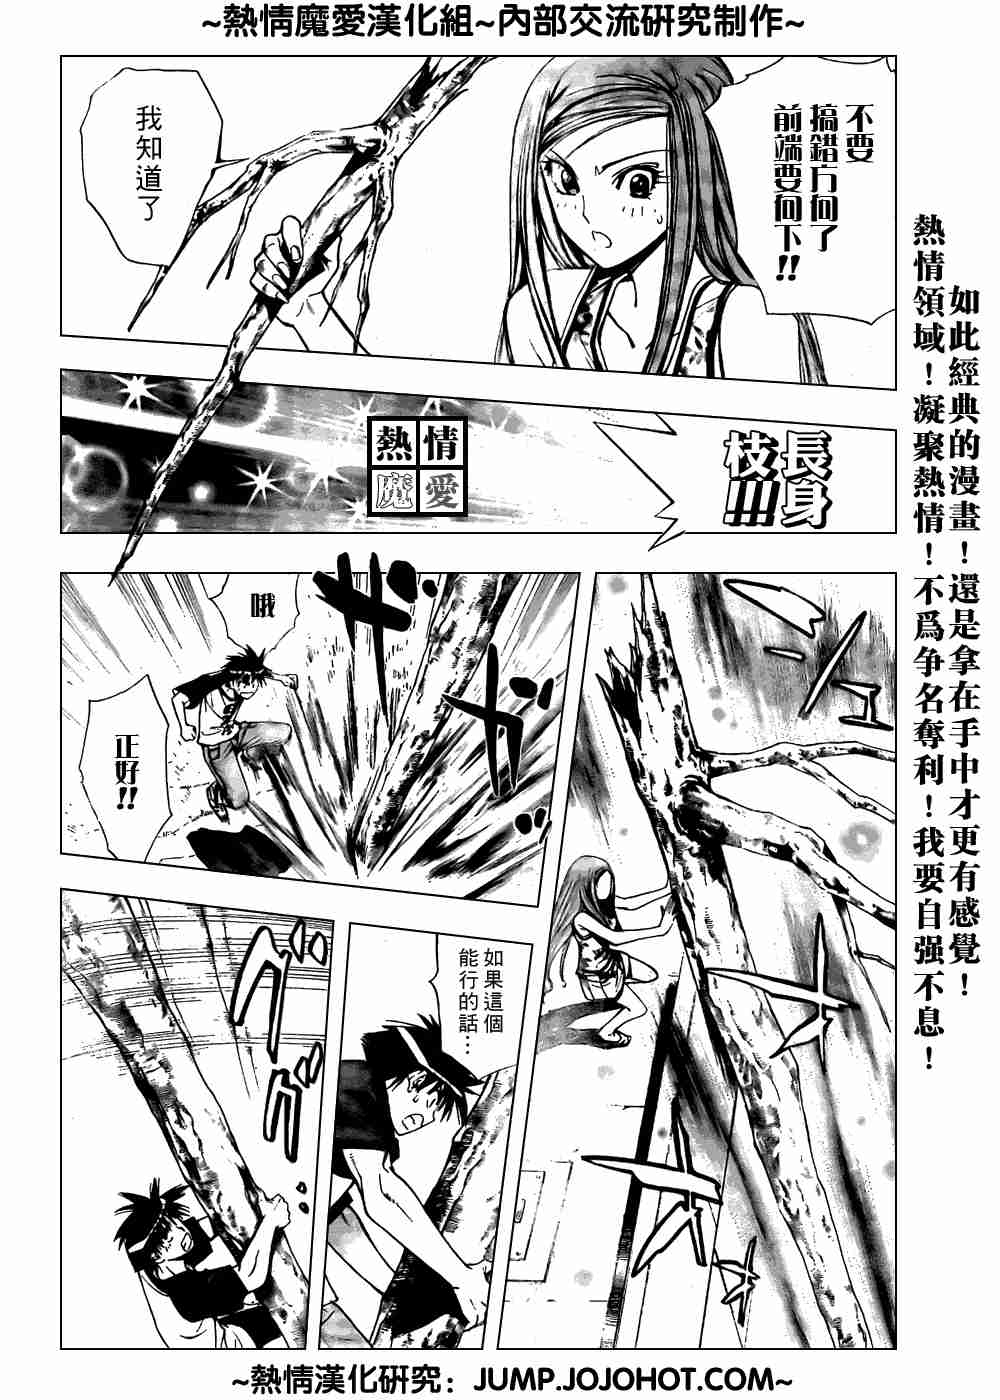 ~熱情魔愛漢化組~內部交流研究制作~
不要
搞錯方向了
前端要向下!!
我知道了
長身
枝!!!
熱情
魔愛
哦
正好!!
ドドッ
如果這個
能行的話…
如此經典的漫畫！還是拿在手中才更有感覺！
熱情領域！凝聚熱情！不爲争名奪利！我要自强不息！
~熱情漢化研究：JUMP.JOJOHOT.COM~